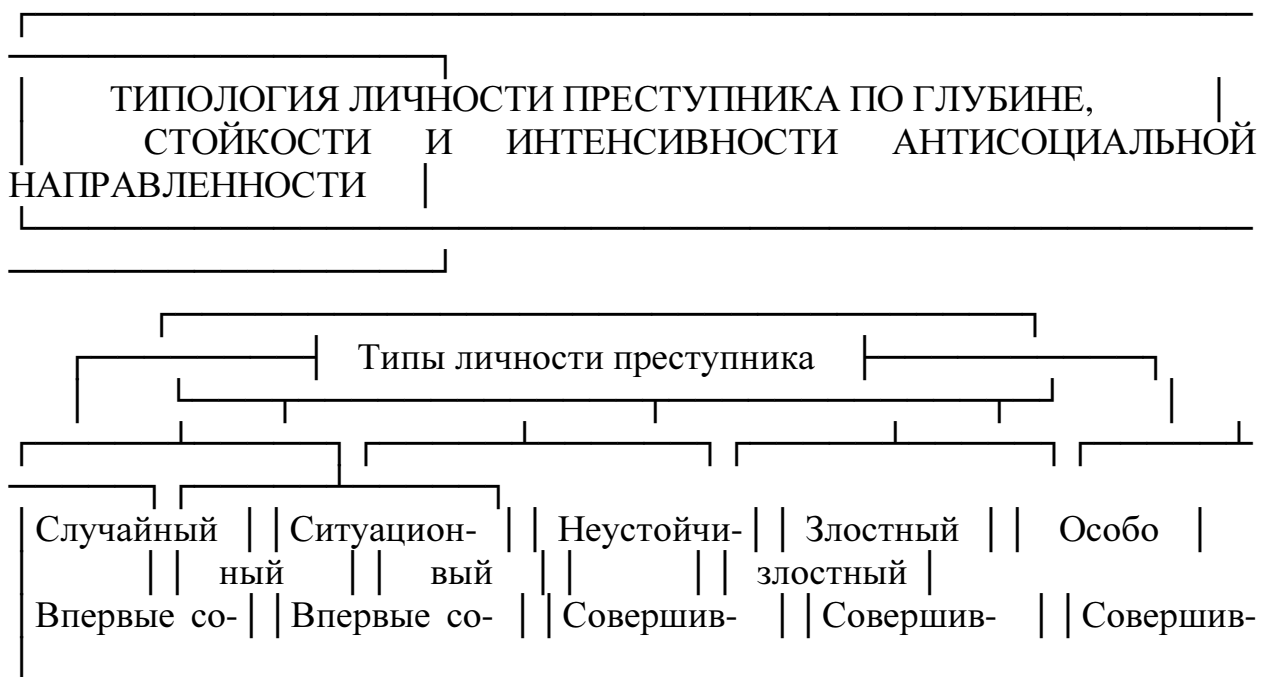 ТИПОЛОГИЯ ЛИЧНОСТИ ПРЕСТУПНИКА ПО ГЛУБИНЕ,
СТОЙКОСТИ И ИНТЕНСИВНОСТИ АНТИСОЦИАЛЬНОЙ
НАПРАВЛЕННОСТИ
Типы личности преступника
Случайный Ситуацион- Неустойчи- Злостный Особо
ный вый злостный
Впервые со- Впервые со- Совершив- Совершив- Совершив-